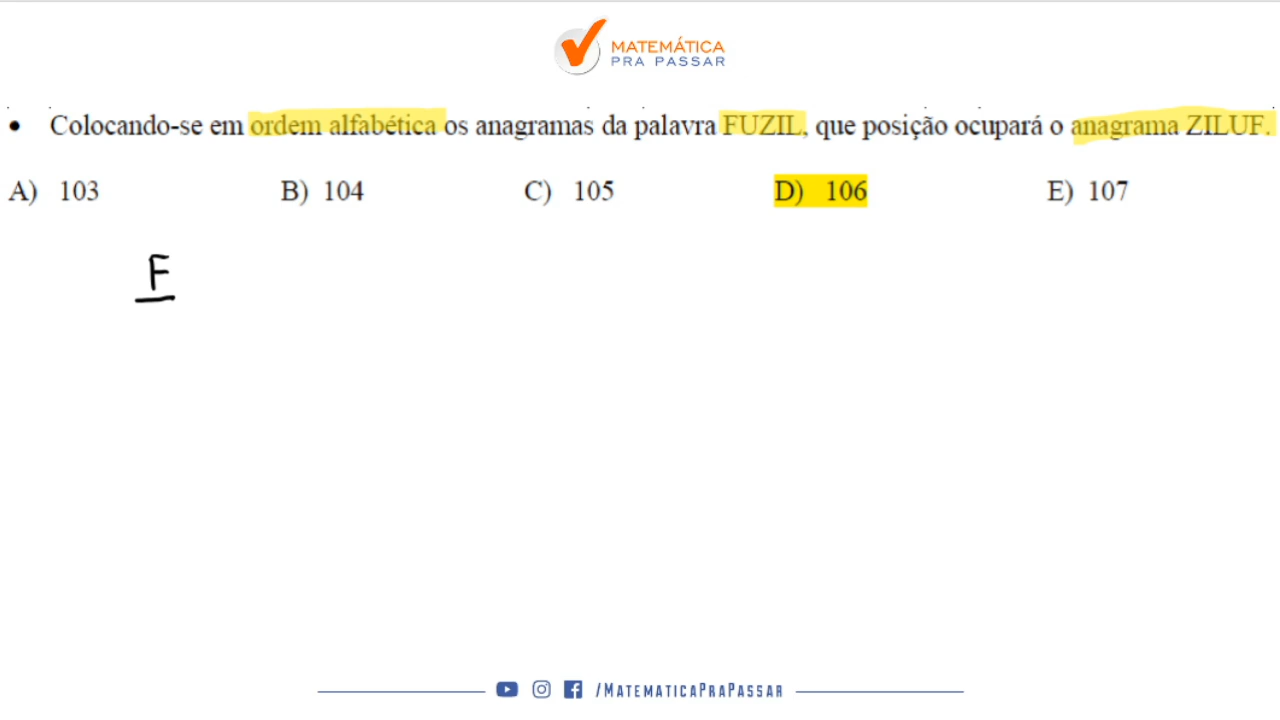 MATEMÁTICA
PRA PASSAR
• Colocando-se em ordem alfabética os anagramas da palavra FUZIL, que posição ocupará o anagrama ZILUF.
A) 103 B) 104 C) 105 D) 106 E) 107
F
/MATEMATICAPRAPASSAR